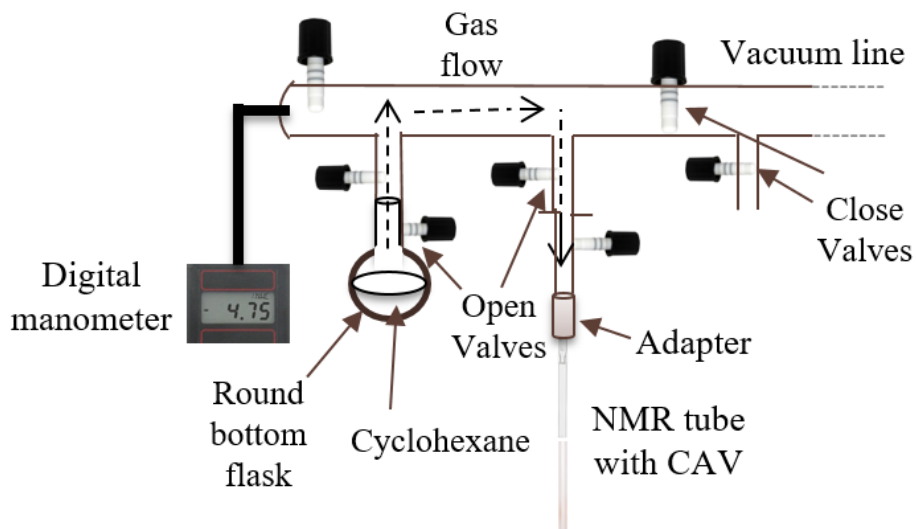 Gas
flow
Vacuum line
Digital
manometer
- 4.75
Open
Valves
Close
Valves
Adapter
Round
bottom
flask
Cyclohexane
NMR tube
with CAV